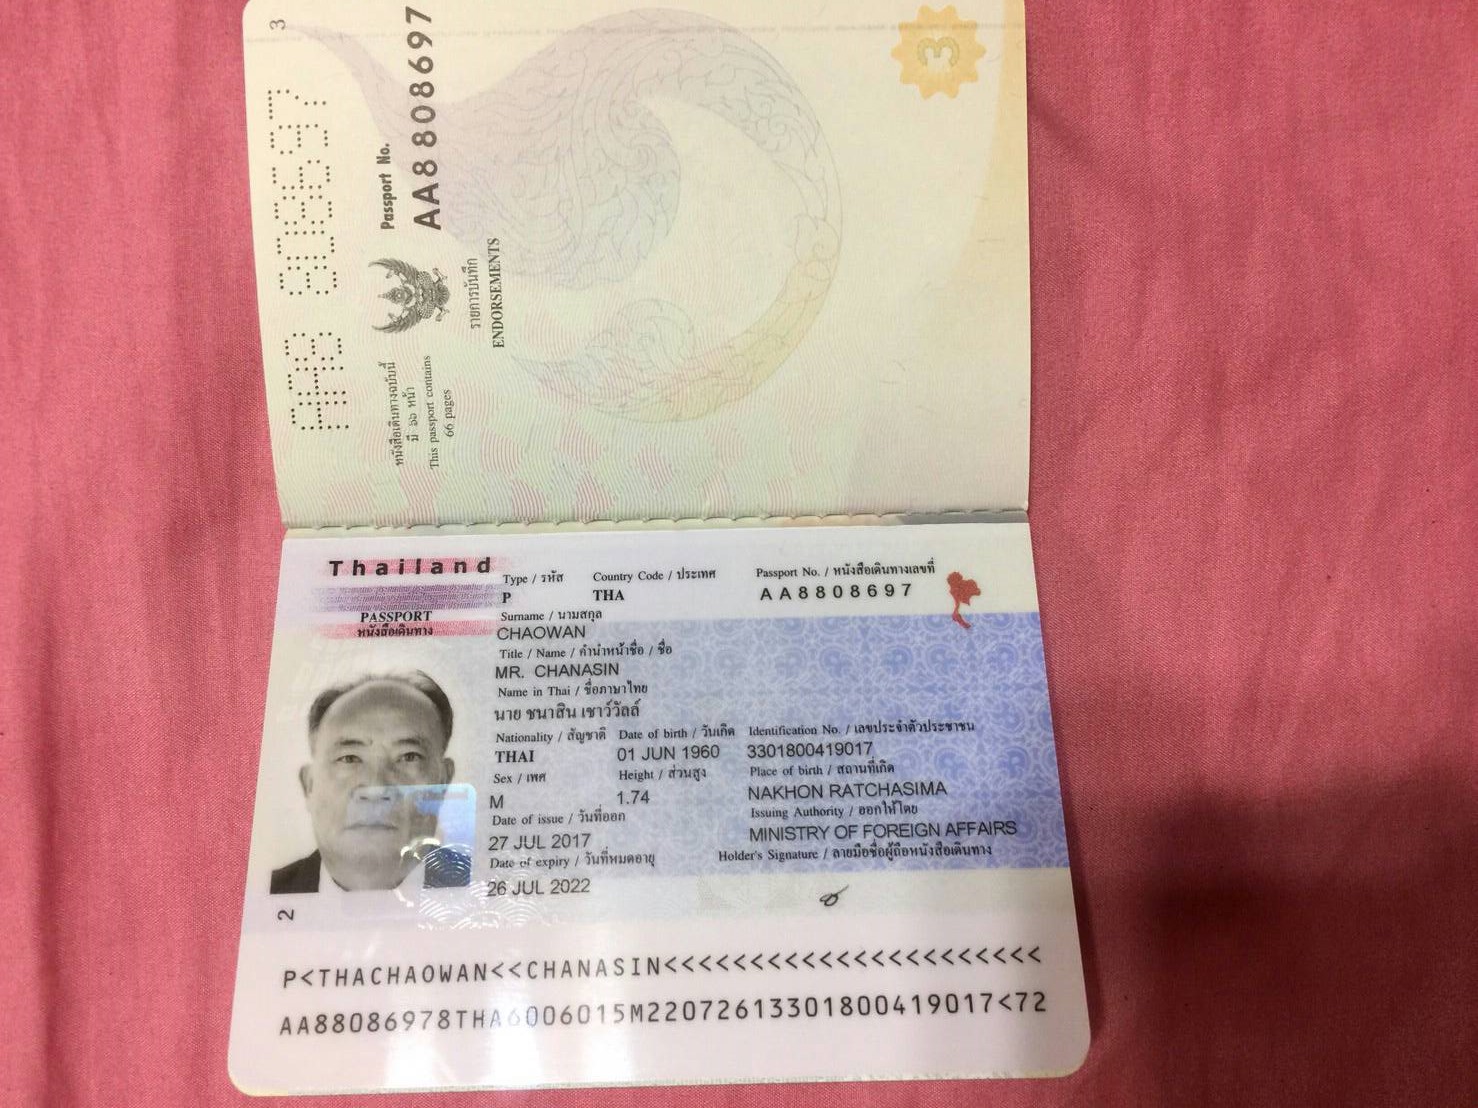 3
AA8808697
Passport No.
AA8808697
รายการบันทึก
ENDORSEMENTS
หนังสือเดินทางฉบับนี้
มี ๖๖ หน้า
This passport contains
66 pages
3
Thailand
PASSPORT
หนังสือเดินทาง
Type / รหัส Country Code / ประเทศ Passport No. / หนังสือเดินทางเลขที่
P THA AA8808697
Surname / นามสกุล
CHAOWAN
Title / Name / คำนำหน้าชื่อ / ชื่อ
MR. CHANASIN
Name in Thai / ชื่อภาษาไทย
นาย ชนาสิน เชาว์วัลล์
Nationality / สัญชาติ Date of birth / วันเกิด Identification No. / เลขประจำตัวประชาชน
THAI 01 JUN 1960 3301800419017
Sex / เพศ Height / ส่วนสูง Place of birth / สถานที่เกิด
M 1.74 NAKHON RATCHASIMA
Date of issue / วันที่ออก Issuing Authority / ออกให้โดย
27 JUL 2017 MINISTRY OF FOREIGN AFFAIRS
Date of expiry / วันที่หมดอายุ Holder's Signature / ลายมือชื่อผู้ถือหนังสือเดินทาง
26 JUL 2022
2
P<THACHAOWAN<<CHANASIN<<<<<<<<<<<<<<<<<<<<<<
AA88086978THA6006015M22072613301800419017<72